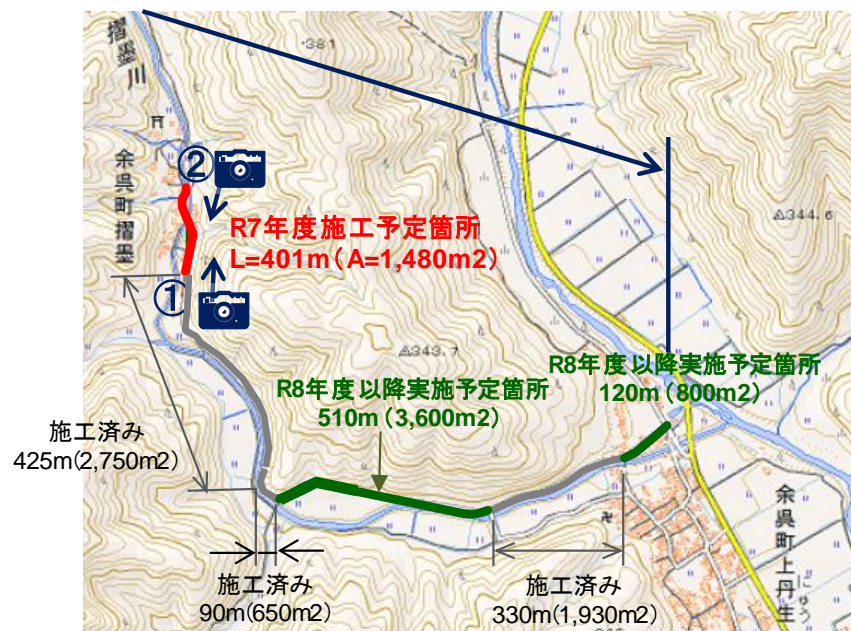 摺墨川
・381
余呉町摺墨
②
R7年度施工予定箇所
L=401m(A=1,480m2)
①
△344.6
△343.7
R8年度以降実施予定箇所
120m(800m2)
R8年度以降実施予定箇所
510m(3,600m2)
施工済み
425m(2,750m2)
施工済み
90m(650m2)
施工済み
330m(1,930m2)
余呉町上丹生
にゅう